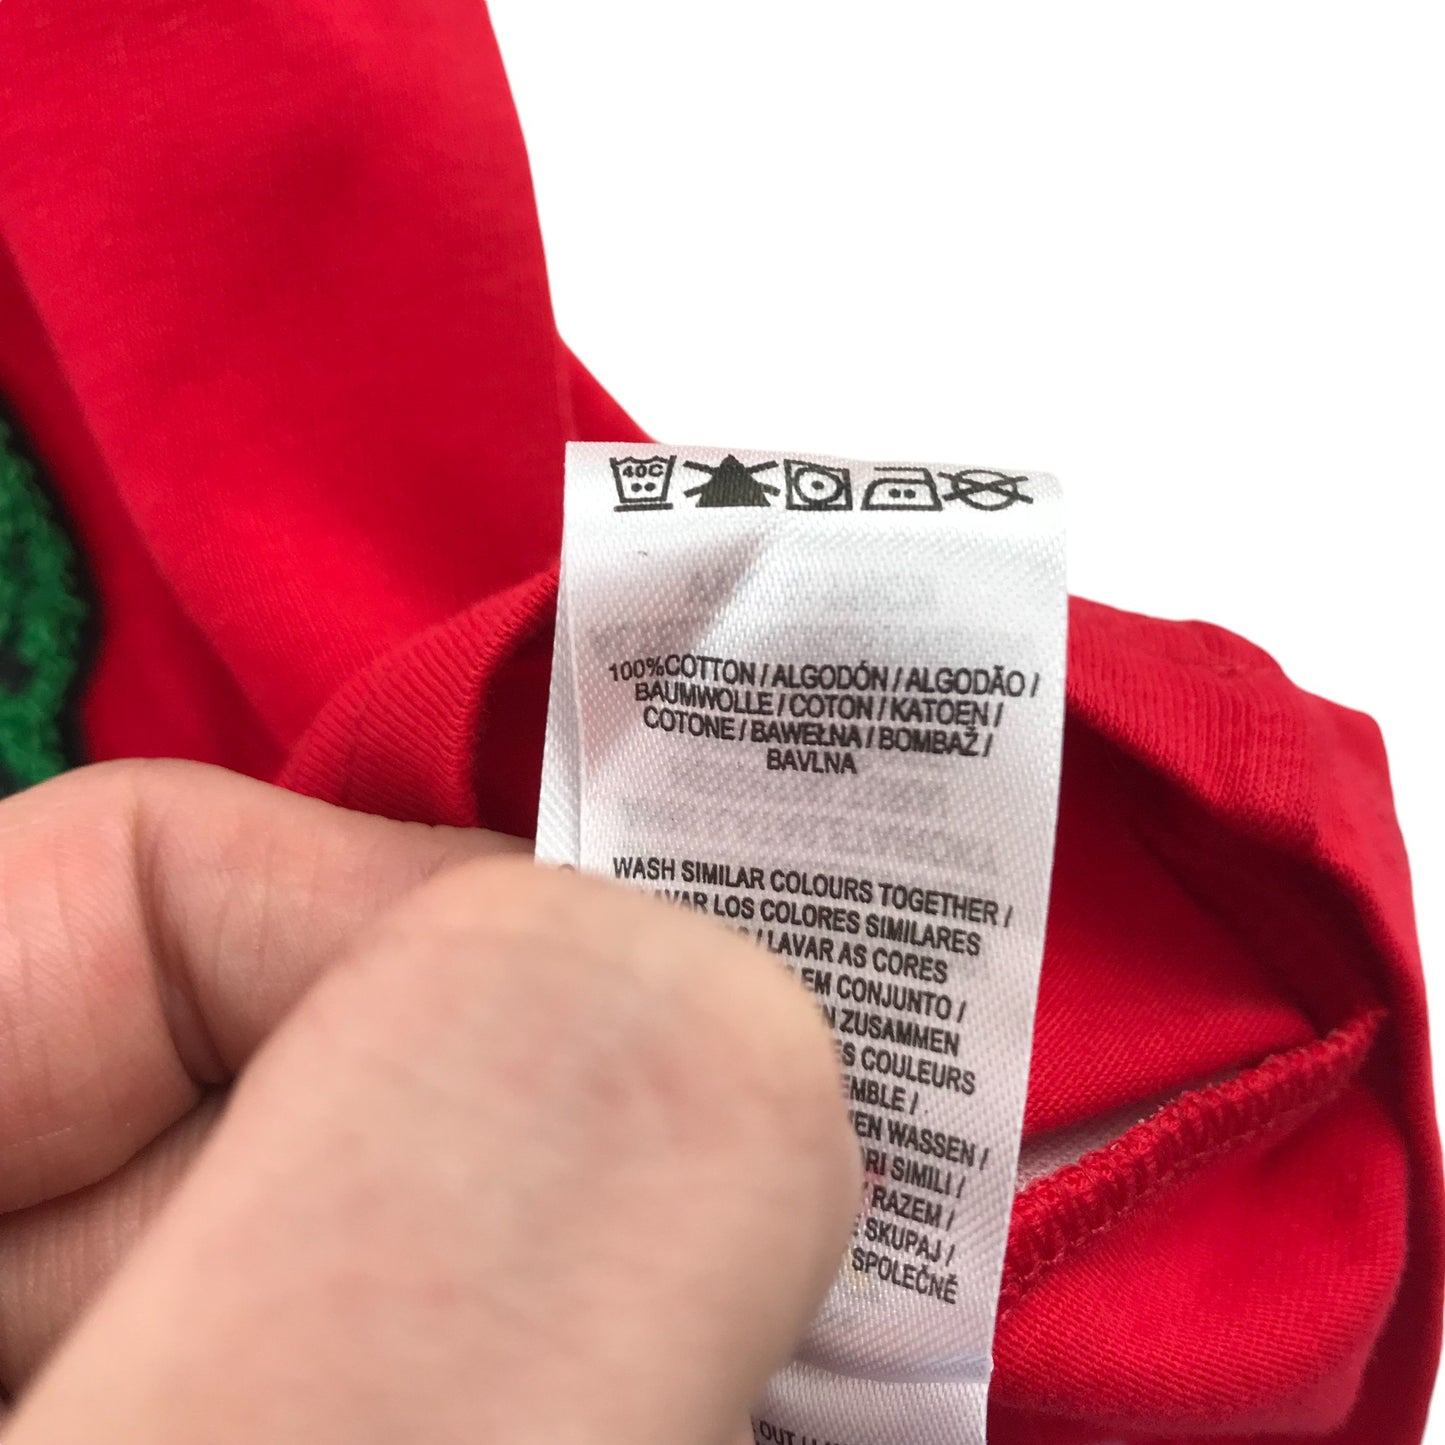 40C
100%COTTON / ALGODÓN / ALGODÃO /
BAUMWOLLE / COTON / KATOEN /
COTONE / BAWEŁNA / BOMBAŽ /
BAVLNA
WASH SIMILAR COLOURS TOGETHER /
LAVAR LOS COLORES SIMILARES
/ LAVAR AS CORES
EM CONJUNTO /
ZUSAMMEN
COULEURS
/
WASSEN /
SIMILI /
RAZEM /
SKUPAJ /
SPOLEČNĚ
OUT /